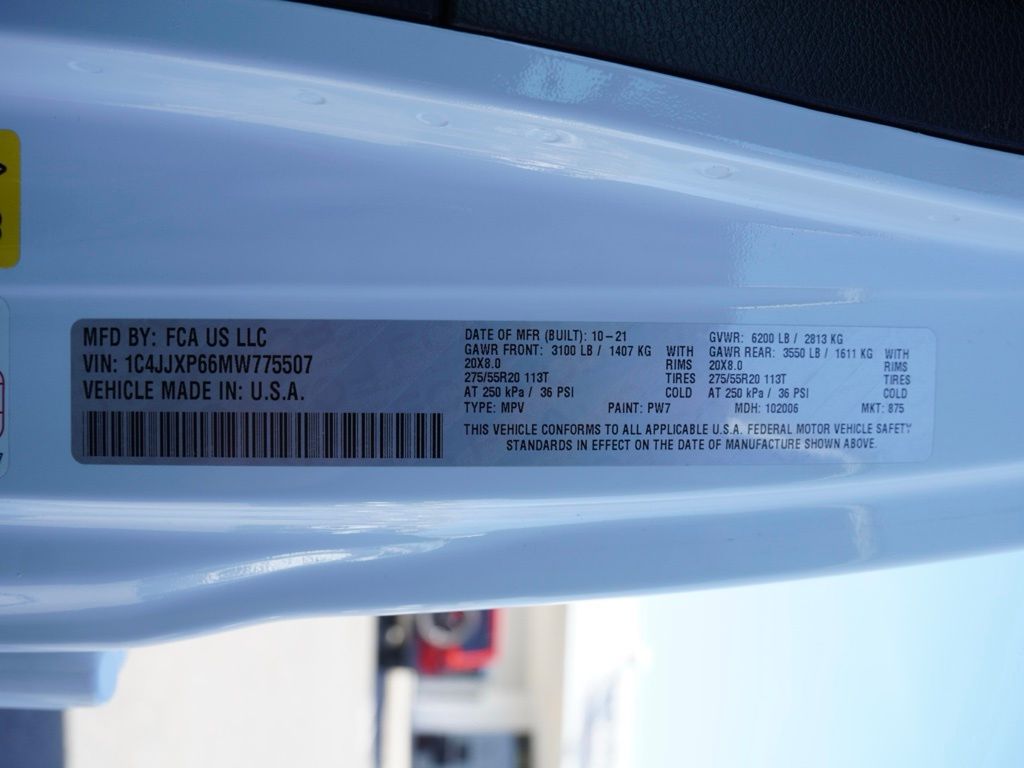 MFD BY: FCA US LLC
VIN: 1C4JJXP66MW775507
VEHICLE MADE IN: U.S.A.
DATE OF MFR (BUILT): 10-21
GAWR FRONT: 3100 LB / 1407 KG WITH
20X8.0 RIMS
275/55R20 113T TIRES
AT 250 kPa / 36 PSI COLD
TYPE: MPV PAINT: PW7
GVWR: 6200 LB / 2813 KG
GAWR REAR: 3550 LB / 1611 KG WITH
20X8.0 RIMS
275/55R20 113T TIRES
AT 250 kPa / 36 PSI COLD
MDH: 102006 MKT: 875
THIS VEHICLE CONFORMS TO ALL APPLICABLE U.S.A. FEDERAL MOTOR VEHICLE SAFETY
STANDARDS IN EFFECT ON THE DATE OF MANUFACTURE SHOWN ABOVE.